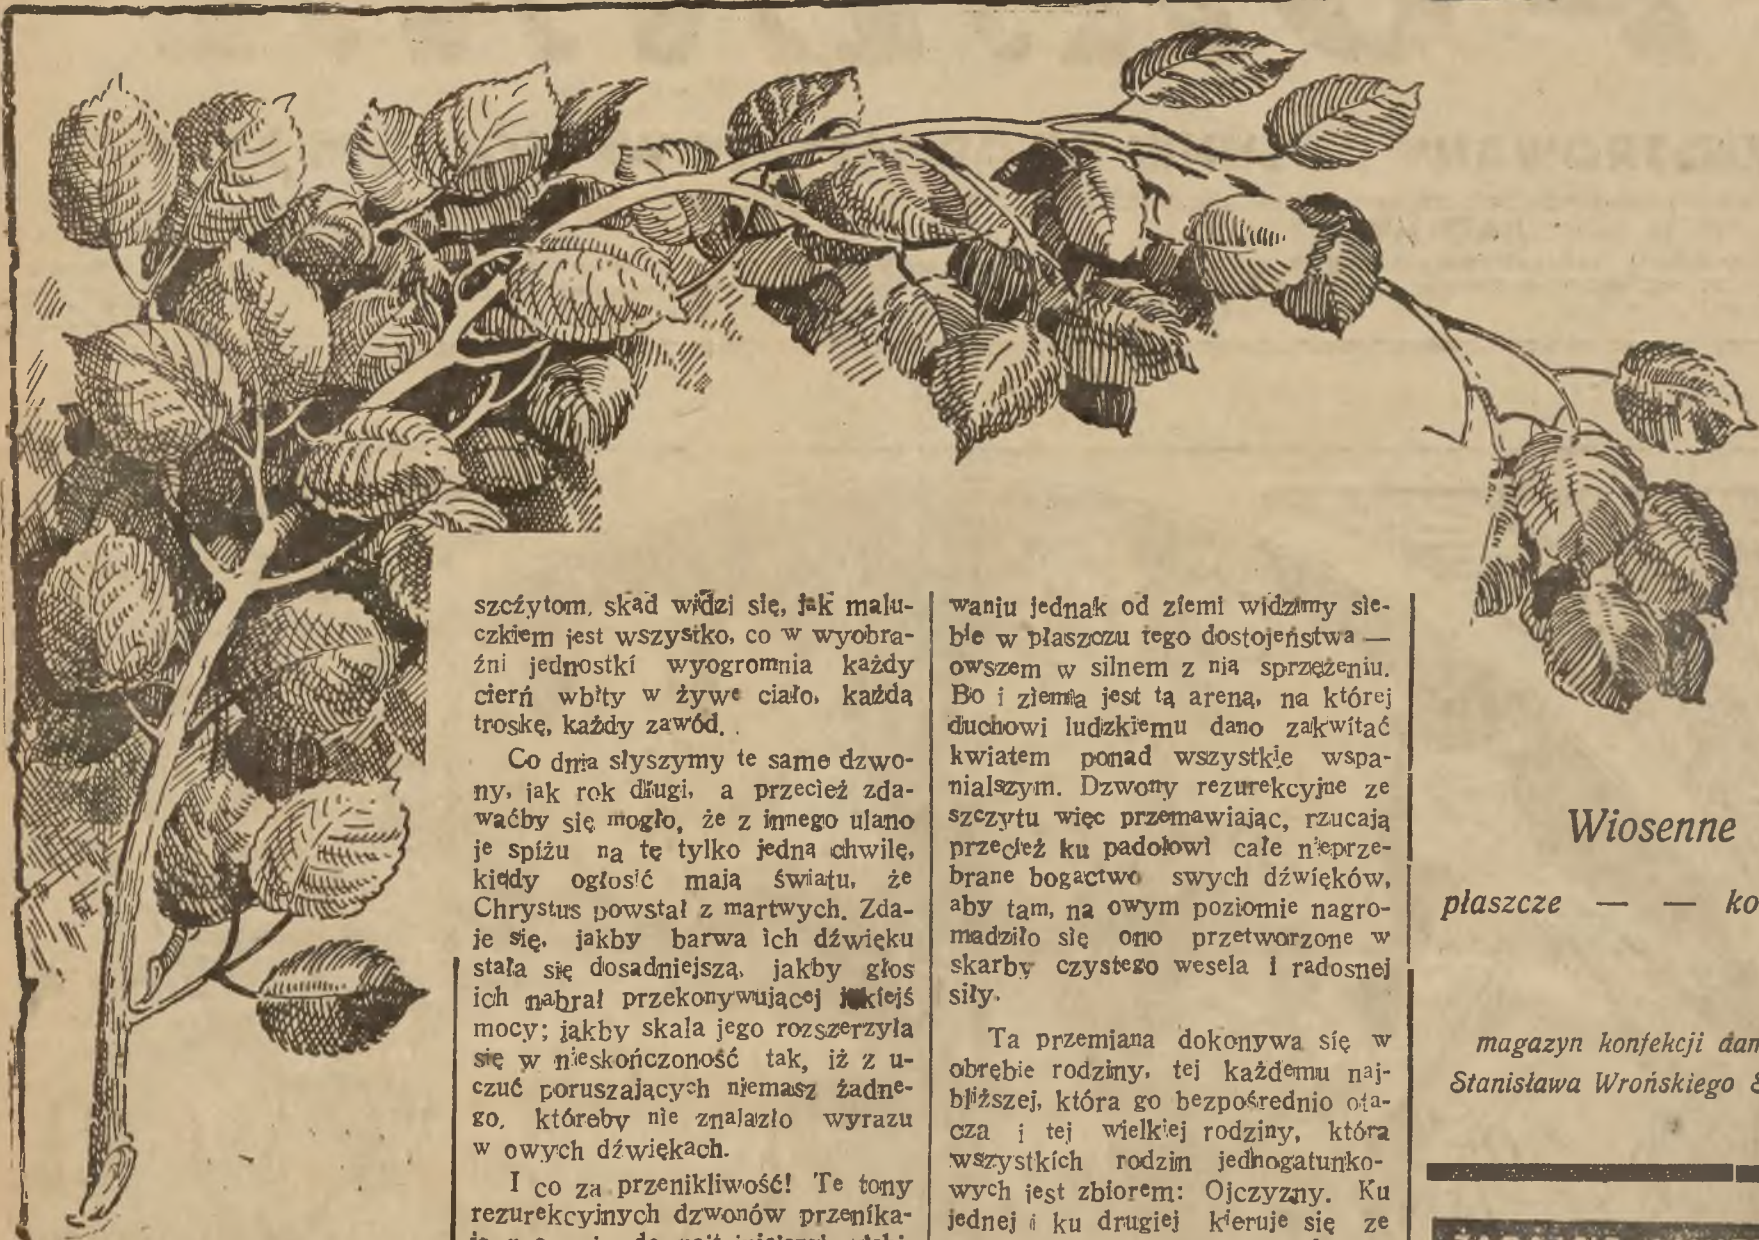 szczytom, skąd widzi się, jak malu-
czkiem jest wszystko, co w wyobra-
źni jednostki wyogromnia każdy
cierń wbity w żywe ciało, każdą
troskę, każdy zawód. .
Co dnia słyszymy te same dzwo-
ny, jak rok długi, a przecież zda-
waćby się mogło, że z innego ulano
je spiżu na tę tylko jedną chwilę,
kiedy ogłosić mają światu, że
Chrystus powstał z martwych. Zda-
je się, jakby barwa ich dźwięku
stała się dosadniejszą, jakby głos
ich nabrał przekonywującej jakiejś
mocy; jakby skala jego rozszerzyła
się w nieskończoność tak, iż z u-
czuć poruszających niemasz żadne-
go, któreby nie znalazło wyrazu
w owych dźwiękach.
I co za przenikliwość! Te tony
rezurekcyjnych dzwonów przenika-
waniu jednak od ziemi widzimy sie-
bie w płaszczu tego dostojeństwa —
owszem w silnem z nią sprzężeniu.
Bo i ziemia jest tą areną, na której
duchowi ludzkiemu dano zakwitać
kwiatem ponad wszystkie wspa-
nialszym. Dzwony rezurekcyjne ze
szczytu więc przemawiając, rzucają
przecież ku padołowi całe nieprze-
brane bogactwo swych dźwięków,
aby tam, na owym poziomie nagro-
madziło się ono przetworzone w
skarby czystego wesela i radosnej
siły.
Ta przemiana dokonywa się w
obrębie rodziny, tej każdemu naj-
bliższej, która go bezpośrednio ota-
cza i tej wielkiej rodziny, która
wszystkich rodzin jednogatunko-
wych jest zbiorem: Ojczyzny. Ku
jednej i ku drugiej kieruje się ze
Wiosenne
płaszcze — — ko
magazyn konfekcji dam
Stanisława Wrońskiego